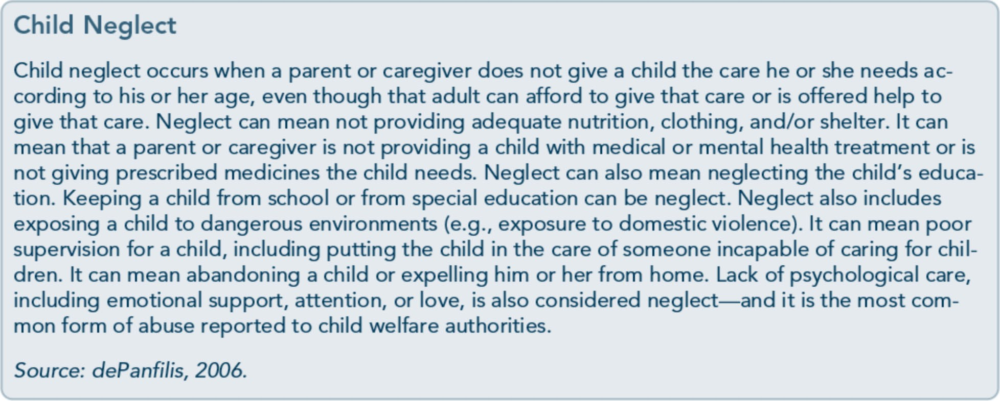 Child Neglect
Child neglect occurs when a parent or caregiver does not give a child the care he or she needs ac-
cording to his or her age, even though that adult can afford to give that care or is offered help to
give that care. Neglect can mean not providing adequate nutrition, clothing, and/or shelter. It can
mean that a parent or caregiver is not providing a child with medical or mental health treatment or is
not giving prescribed medicines the child needs. Neglect can also mean neglecting the child’s educa-
tion. Keeping a child from school or from special education can be neglect. Neglect also includes
exposing a child to dangerous environments (e.g., exposure to domestic violence). It can mean poor
supervision for a child, including putting the child in the care of someone incapable of caring for chil-
dren. It can mean abandoning a child or expelling him or her from home. Lack of psychological care,
including emotional support, attention, or love, is also considered neglect—and it is the most com-
mon form of abuse reported to child welfare authorities.
Source: dePanfilis, 2006.